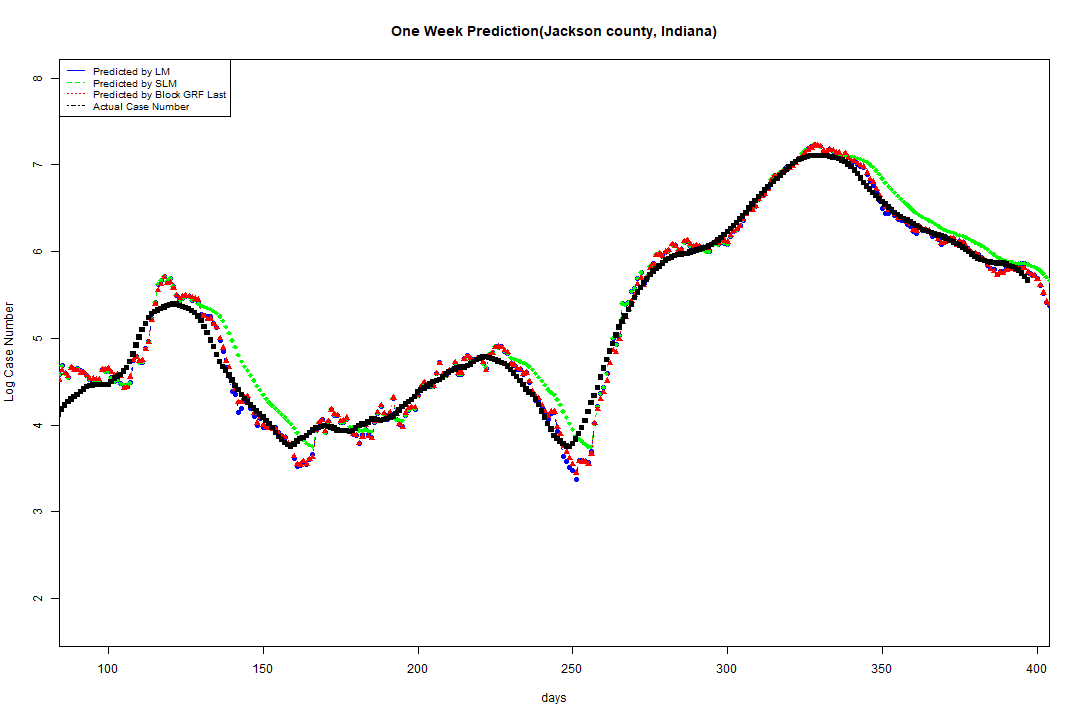 One Week Prediction(Jackson county, Indiana)
Predicted by LM
Predicted by SLM
Predicted by Block GRF Last
Actual Case Number
Log Case Number
8
7
6
5
4
3
2
100 150 200 250 300 350 400
days